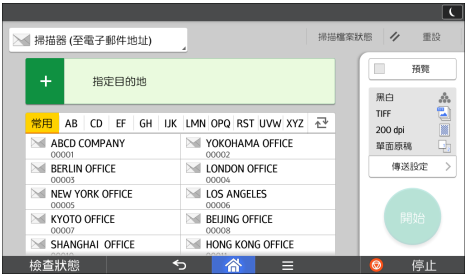 掃描器 (至電子郵件地址)
掃描檔案狀態
重設
+ 指定目的地
預覽
黑白
TIFF
200 dpi
單面原稿
傳送設定 >
開始
常用 AB CD EF GH IJK LMN OPQ RST UVW XYZ
ABCD COMPANY
00001
YOKOHAMA OFFICE
00002
BERLIN OFFICE
00003
LONDON OFFICE
00004
NEW YORK OFFICE
00005
LOS ANGELES
00006
KYOTO OFFICE
00007
BEIJING OFFICE
00008
SHANGHAI OFFICE
HONG KONG OFFICE
檢查狀態
停止